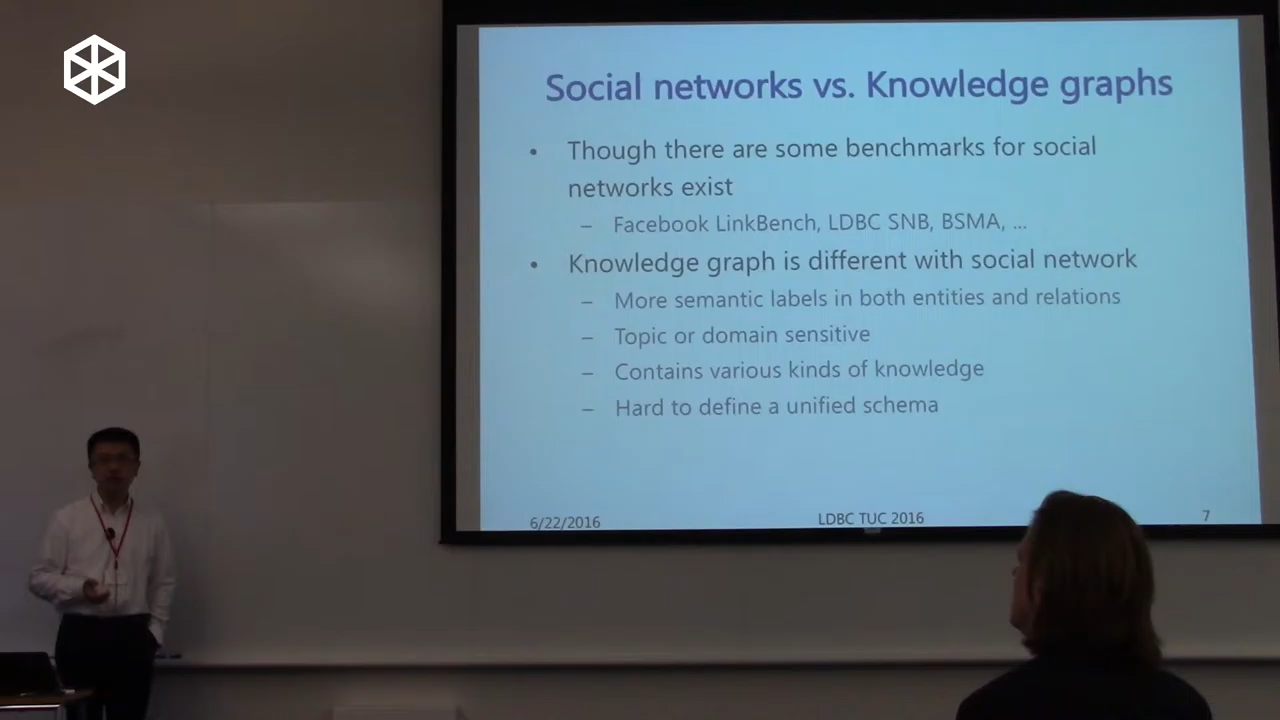 Social networks vs. Knowledge graphs
• Though there are some benchmarks for social
networks exist
– Facebook LinkBench, LDBC SNB, BSMA, ...
• Knowledge graph is different with social network
– More semantic labels in both entities and relations
– Topic or domain sensitive
– Contains various kinds of knowledge
– Hard to define a unified schema
6/22/2016
LDBC TUC 2016
7